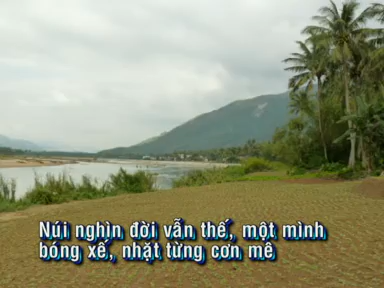 Núi nghìn đời vẫn thế, một mình
bóng xế, nhặt từng cơn mê